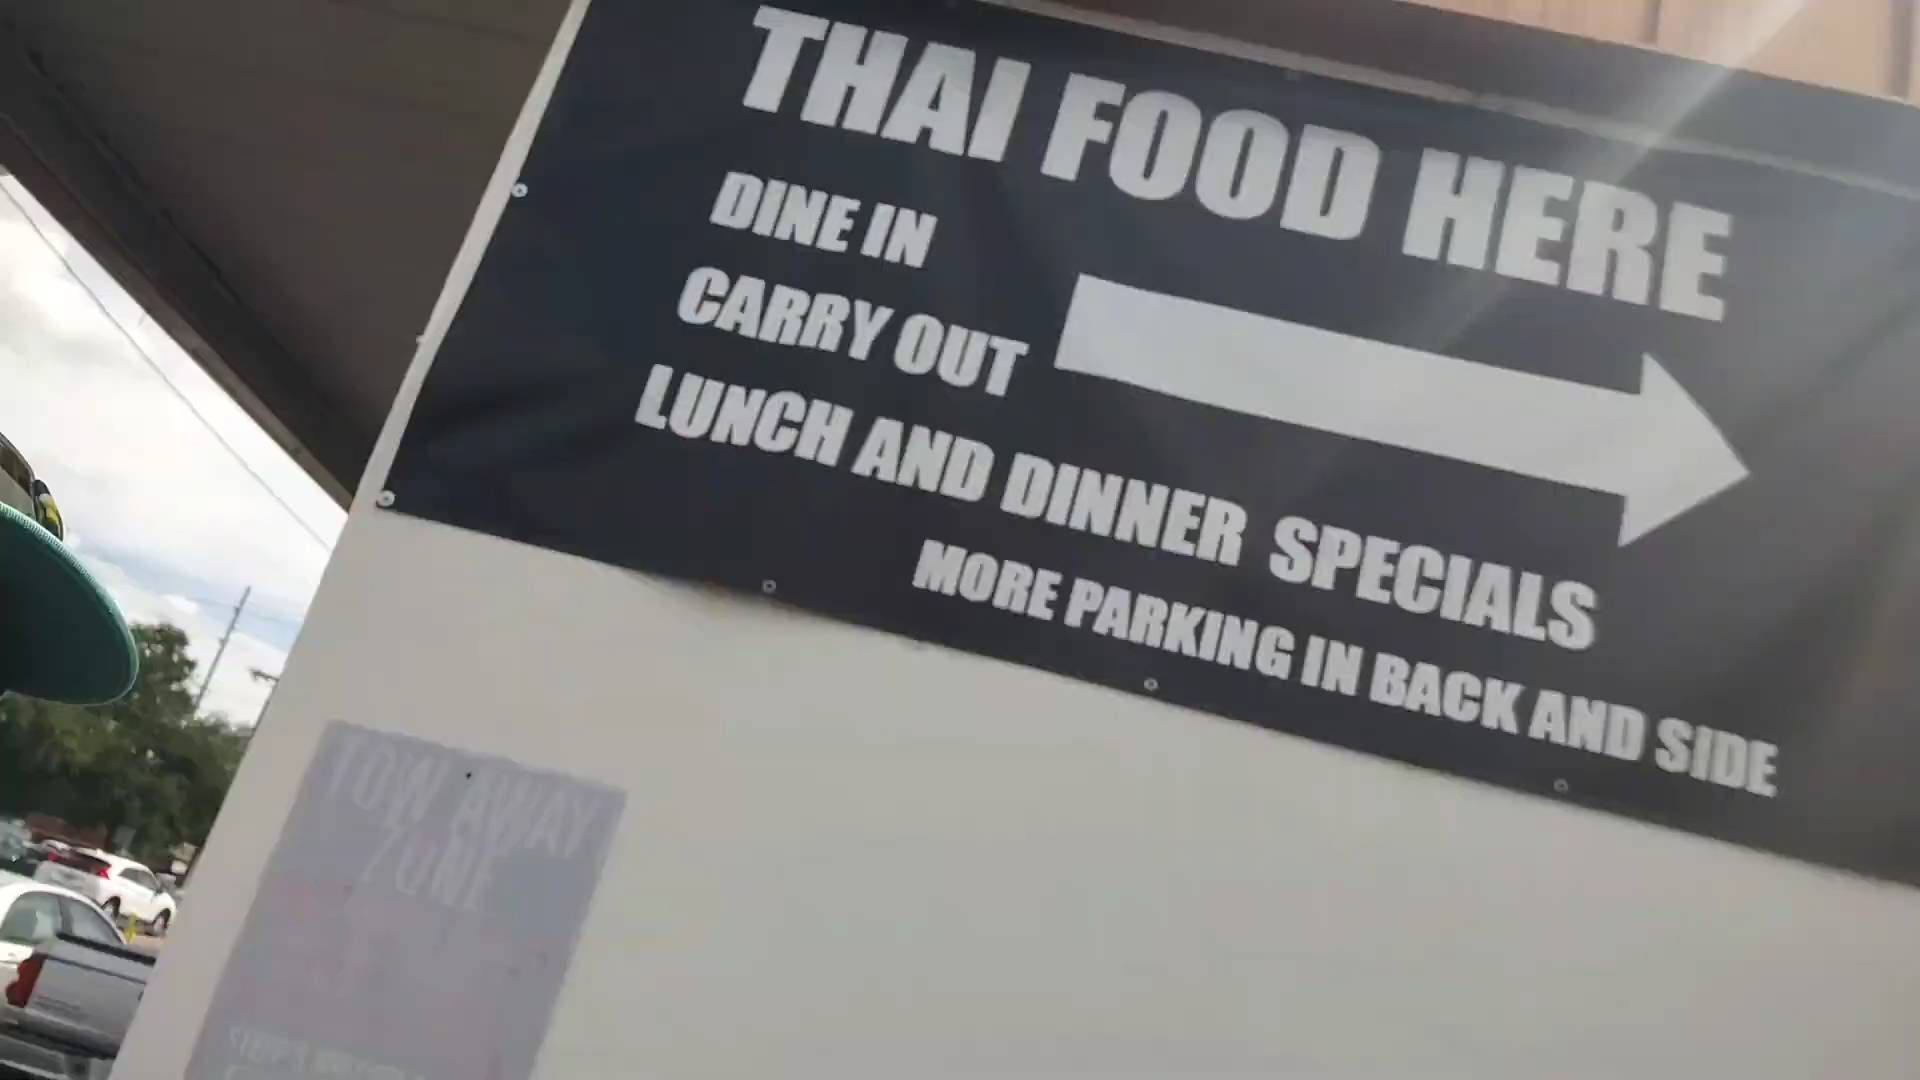 THAI FOOD HERE
DINE IN
CARRY OUT
LUNCH AND DINNER SPECIALS
MORE PARKING IN BACK AND SIDE
TOW AWAY
ZONE